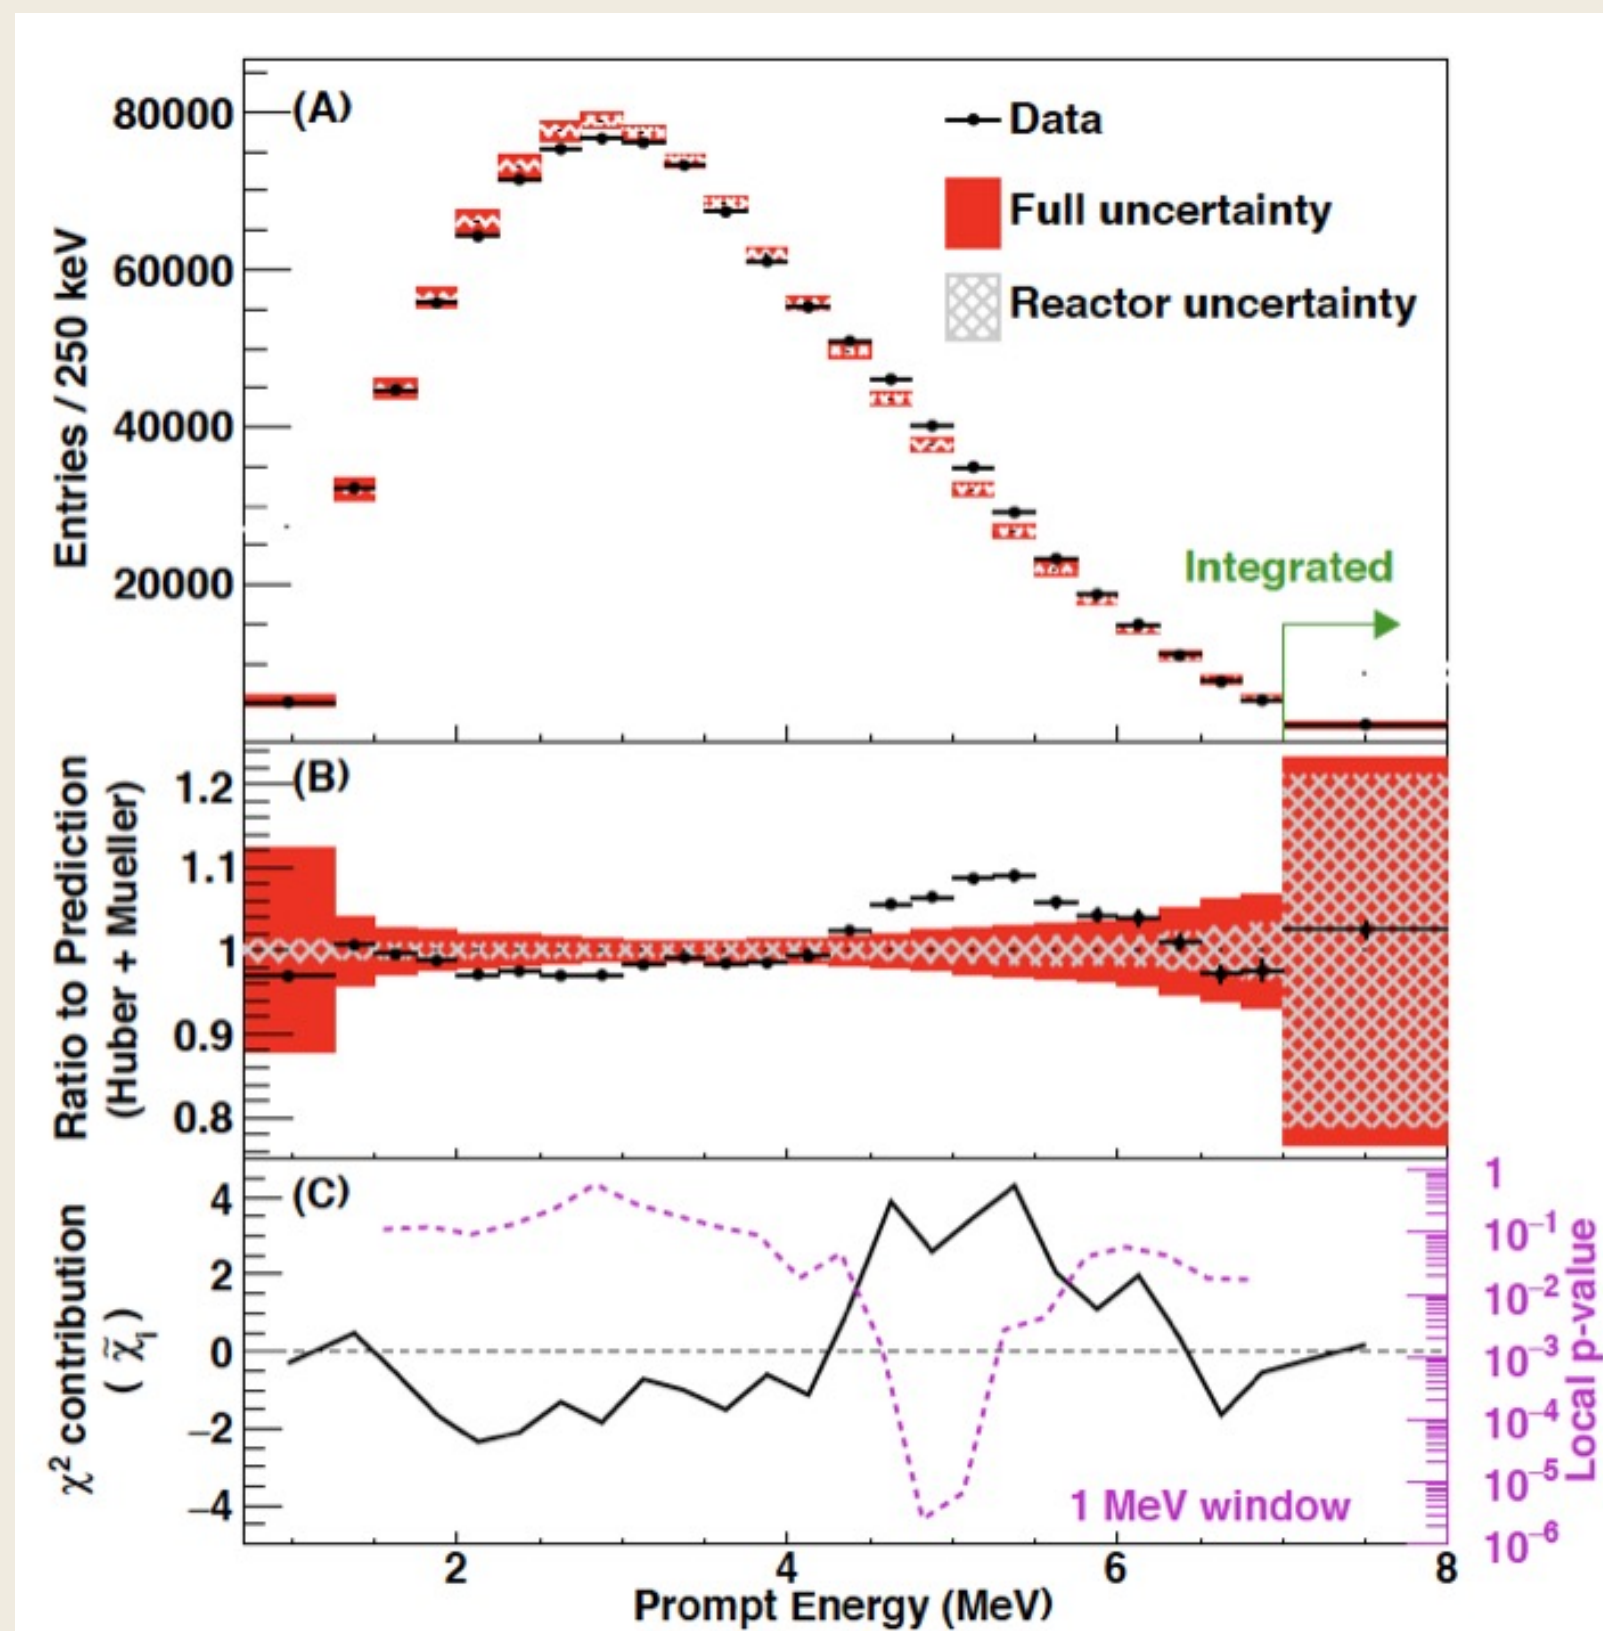 (A)
80000
60000
40000
20000
Entries / 250 keV
Data
Full uncertainty
Reactor uncertainty
Integrated
(B)
1.2
1.1
1
0.9
0.8
Ratio to Prediction
(Huber + Mueller)
(C)
4
2
0
−2
−4
χ² contribution
( χ̃ᵢ )
1
10⁻¹
10⁻²
10⁻³
10⁻⁴
10⁻⁵
10⁻⁶
Local p-value
1 MeV window
2 4 6 8
Prompt Energy (MeV)